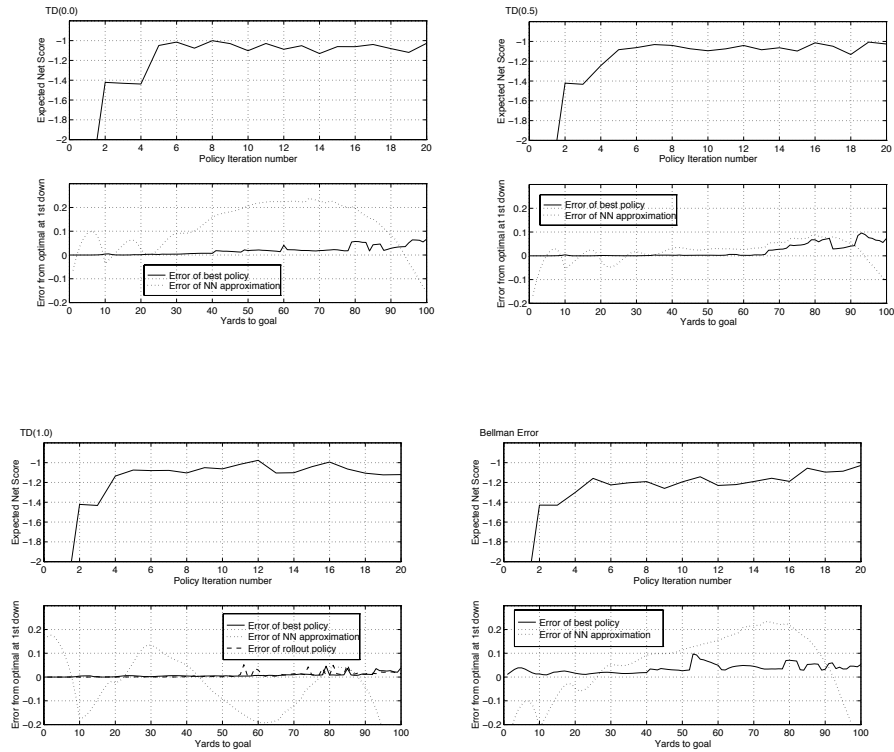 TD(0.0)
Expected Net Score
−1
−1.2
−1.4
−1.6
−1.8
−2
0 2 4 6 8 10 12 14 16 18 20
Policy Iteration number
Error from optimal at 1st down
0.2
0.1
0
−0.1
−0.2
Error of best policy
Error of NN approximation
0 10 20 30 40 50 60 70 80 90 100
Yards to goal
TD(0.5)
Expected Net Score
−1
−1.2
−1.4
−1.6
−1.8
−2
0 2 4 6 8 10 12 14 16 18 20
Policy Iteration number
Error from optimal at 1st down
0.2
0.1
0
−0.1
−0.2
Error of best policy
Error of NN approximation
0 10 20 30 40 50 60 70 80 90 100
Yards to goal
TD(1.0)
Expected Net Score
−1
−1.2
−1.4
−1.6
−1.8
−2
0 2 4 6 8 10 12 14 16 18 20
Policy Iteration number
Error from optimal at 1st down
0.2
0.1
0
−0.1
−0.2
Error of best policy
Error of NN approximation
Error of rollout policy
0 10 20 30 40 50 60 70 80 90 100
Yards to goal
Bellman Error
Expected Net Score
−1
−1.2
−1.4
−1.6
−1.8
−2
0 2 4 6 8 10 12 14 16 18 20
Policy Iteration number
Error from optimal at 1st down
0.2
0.1
0
−0.1
−0.2
Error of best policy
Error of NN approximation
0 10 20 30 40 50 60 70 80 90 100
Yards to goal